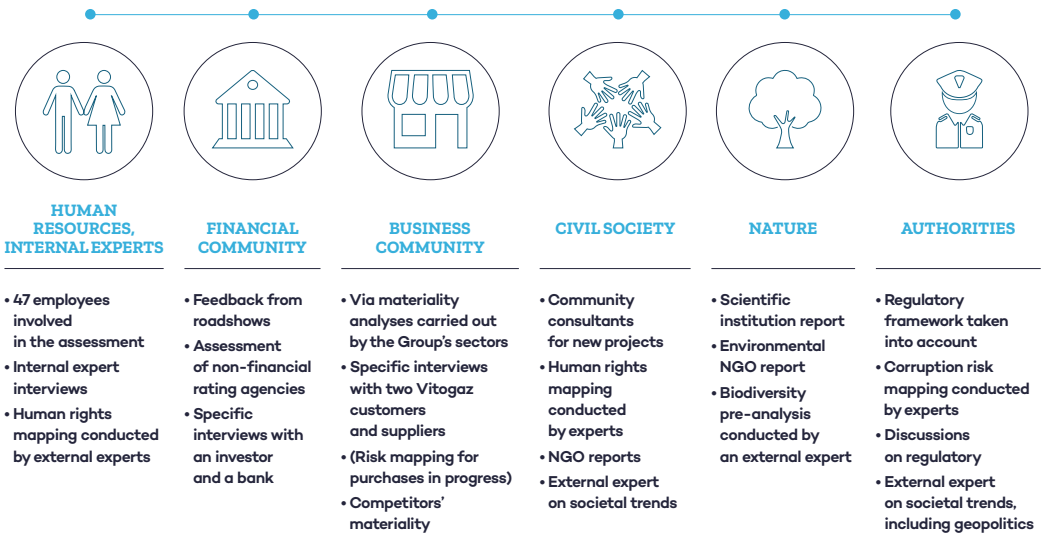 HUMAN
RESOURCES,
INTERNAL EXPERTS
• 47 employees
involved
in the assessment
• Internal expert
interviews
• Human rights
mapping conducted
by external experts
FINANCIAL
COMMUNITY
• Feedback from
roadshows
• Assessment
of non-financial
rating agencies
• Specific
interviews with
an investor
and a bank
BUSINESS
COMMUNITY
• Via materiality
analyses carried out
by the Group's sectors
• Specific interviews
with two Vitogaz
customers
and suppliers
• (Risk mapping for
purchases in progress)
• Competitors'
materiality
CIVIL SOCIETY
• Community
consultants
for new projects
• Human rights
mapping
conducted
by experts
• NGO reports
• External expert
on societal trends
NATURE
• Scientific
institution report
• Environmental
NGO report
• Biodiversity
pre-analysis
conducted by
an external expert
AUTHORITIES
• Regulatory
framework taken
into account
• Corruption risk
mapping conducted
by experts
• Discussions
on regulatory
• External expert
on societal trends,
including geopolitics